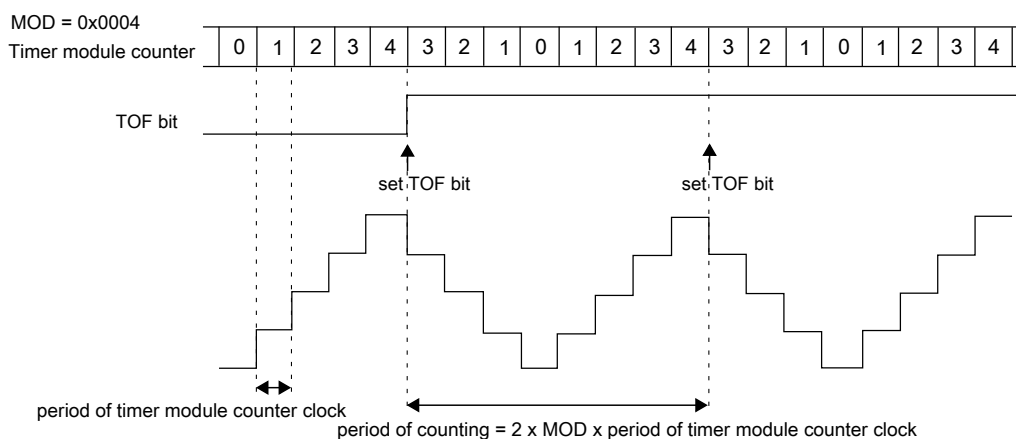 MOD = 0x0004
Timer module counter 0 1 2 3 4 3 2 1 0 1 2 3 4 3 2 1 0 1 2 3 4
TOF bit
set TOF bit set TOF bit
period of timer module counter clock
period of counting = 2 x MOD x period of timer module counter clock